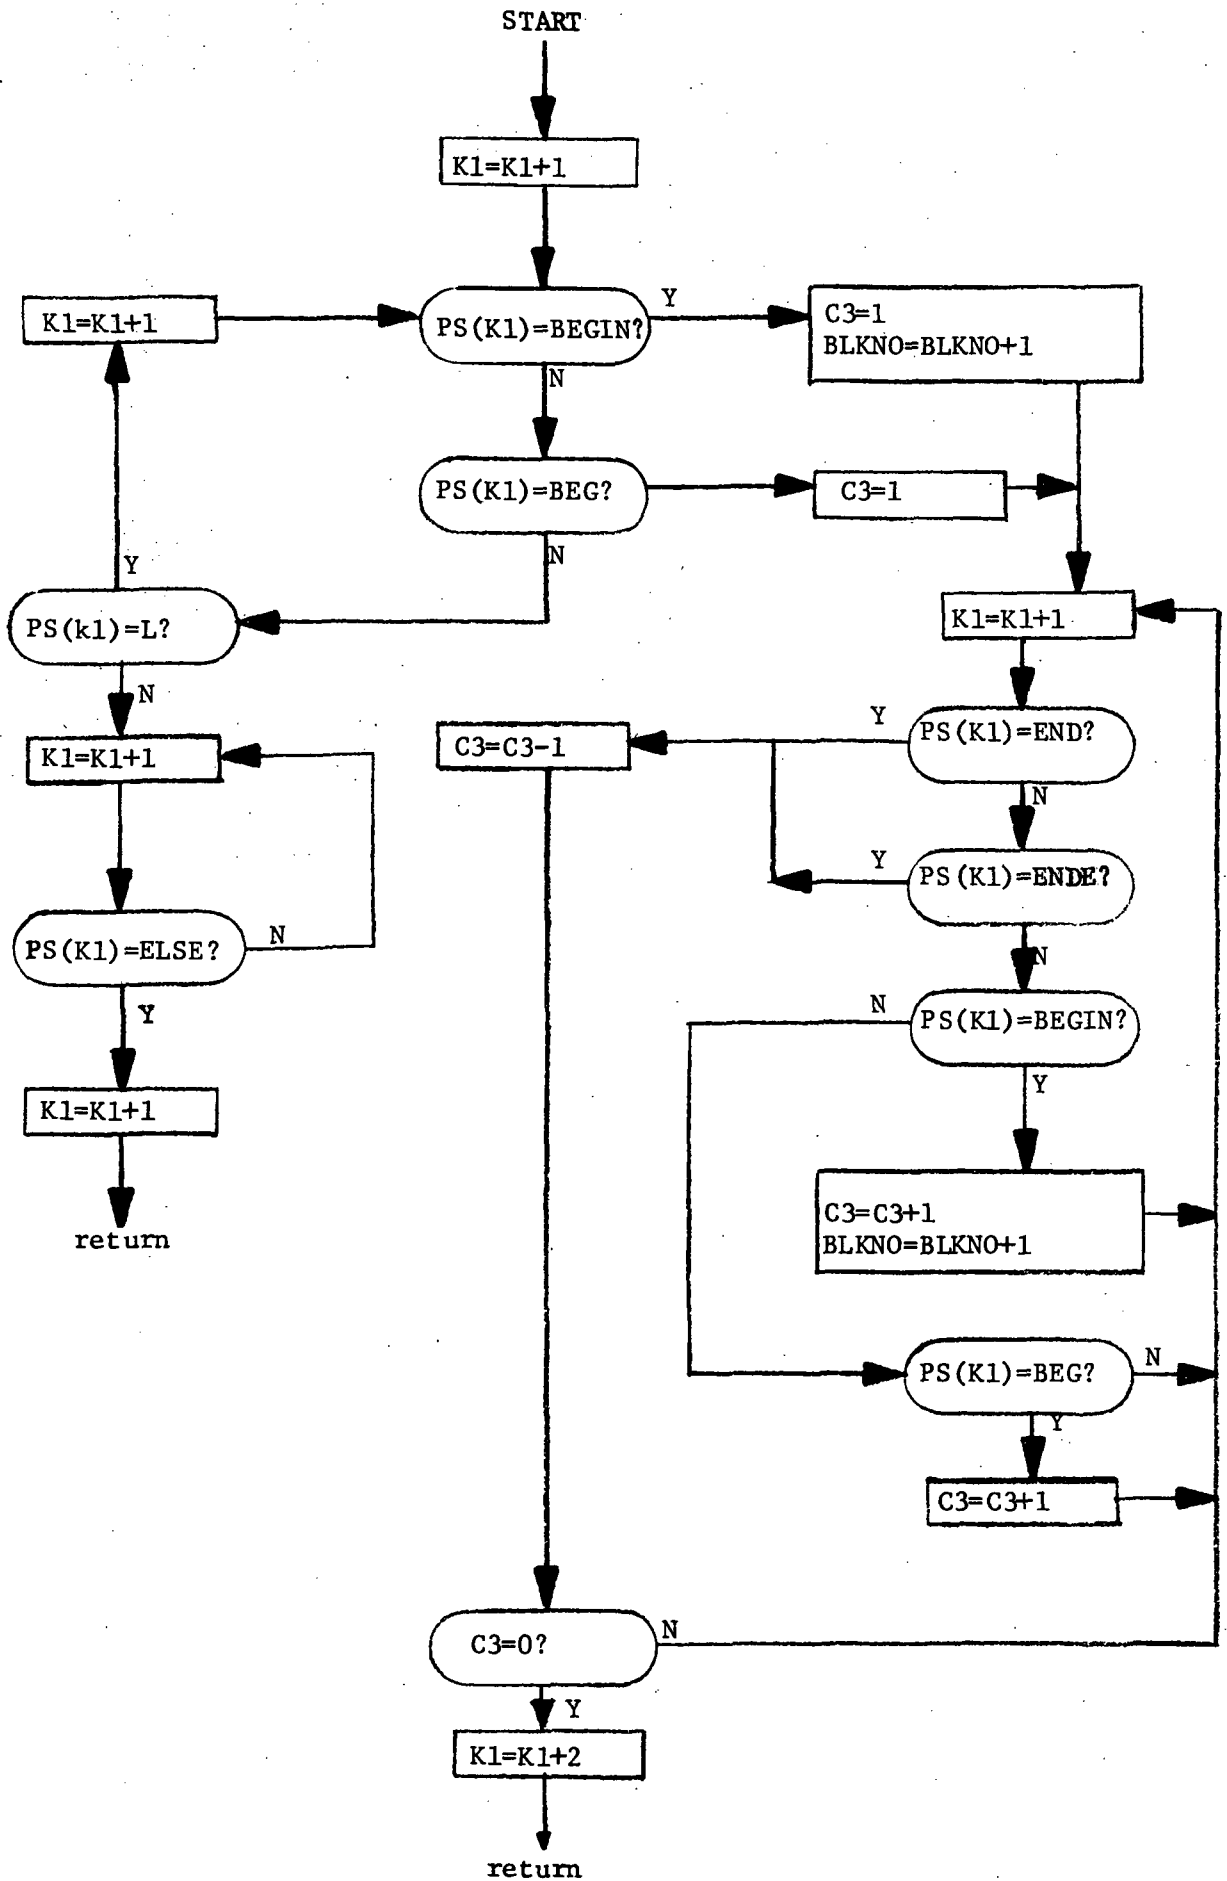 START
K1=K1+1
K1=K1+1
PS(K1)=BEGIN?
Y
C3=1
BLKNO=BLKNO+1
N
PS(K1)=BEG?
C3=1
N
Y
PS(k1)=L?
K1=K1+1
N
K1=K1+1
C3=C3-1
Y
PS(K1)=END?
N
Y
PS(K1)=ENDE?
PS(K1)=ELSE?
N
N
Y
N
PS(K1)=BEGIN?
Y
K1=K1+1
return
C3=C3+1
BLKNO=BLKNO+1
PS(K1)=BEG?
N
Y
C3=C3+1
C3=0?
N
Y
K1=K1+2
return